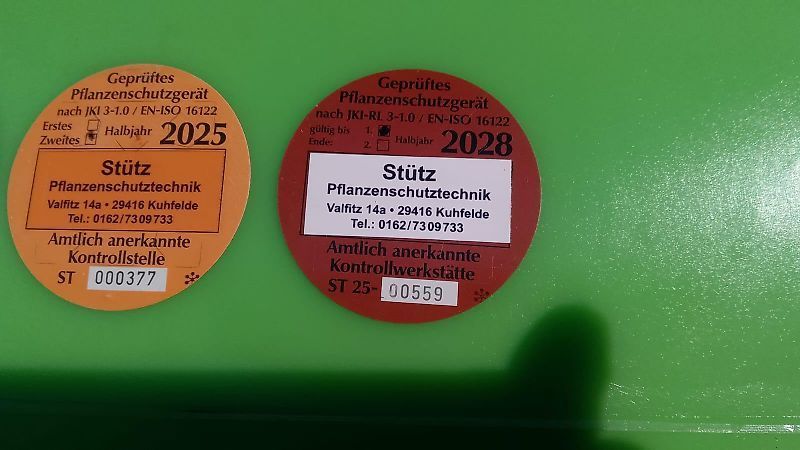 Geprüftes
Pflanzenschutzgerät
nach JKI 3-1.0 / EN-ISO 16122
Erstes
Zweites
Halbjahr 2025
Stütz
Pflanzenschutztechnik
Valfitz 14a • 29416 Kuhfelde
Tel.: 0162/7309733
Amtlich anerkannte
Kontrollstelle
ST 000377
Geprüftes
Pflanzenschutzgerät
nach JKI-RL 3-1.0 / EN-ISO 16122
gültig bis 1.
Ende: 2.
Halbjahr 2028
Stütz
Pflanzenschutztechnik
Valfitz 14a • 29416 Kuhfelde
Tel.: 0162/7309733
Amtlich anerkannte
Kontrollwerkstätte
ST 25-00559